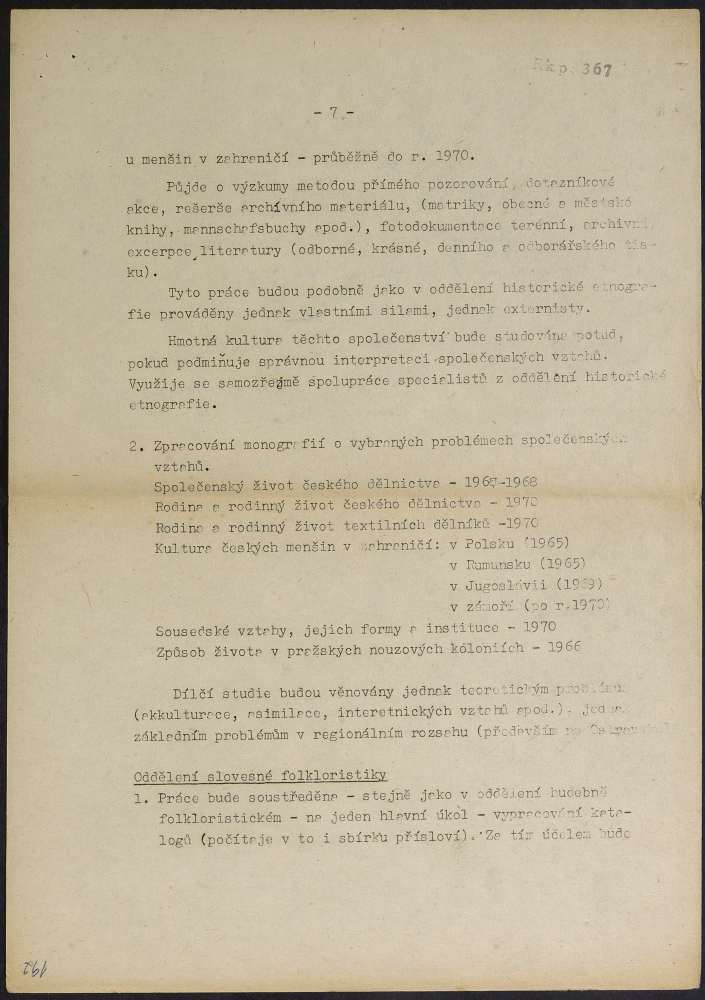 Rkp. 367
- 7 -
u menšin v zahraničí - průběžně do r. 1970.
Půjde o výzkumy metodou přímého pozorování, dotazníkové
akce, rešerše archívního materiálu, (matriky, obecné a městské
knihy, mannschafsbuchy apod.), fotodokumentace terénní, archivní,
excerpce literatury (odborné, krásné, denního a odborářského tis-
ku).
Tyto práce budou podobně jako v oddělení historické etnogra-
fie prováděny jednak vlastními silami, jednak externisty.
Hmotná kultura těchto společenství bude studována potud,
pokud podmiňuje správnou interpretaci společenských vztahů.
Využije se samozřejmě spolupráce specialistů z oddělení historické
etnografie.
2. Zpracování monografií o vybraných problémech společenských
vztahů.
Společenský život českého dělnictva - 1965-1968
Rodina a rodinný život českého dělnictva - 1970
Rodina a rodinný život textilních dělníků -1970
Kultura českých menšin v zahraničí: v Polsku (1965)
v Rumunsku (1965)
v Jugoslávii (1969)
v zámoří (po r.1970)
Sousedské vztahy, jejich formy a instituce - 1970
Způsob života v pražských nouzových koloniích - 1966
Dílčí studie budou věnovány jednak teoretickým problémům
(akkulturace, asimilace, interetnických vztahů apod.), jednak
základním problémům v regionálním rozsahu (především na
Oddělení slovesné folkloristiky
1. Práce bude soustředěna - stejně jako v oddělení hudebně
folkloristickém - na jeden hlavní úkol - vypracování kata-
logů (počítaje v to i sbírku přísloví). Za tím účelem bude
192